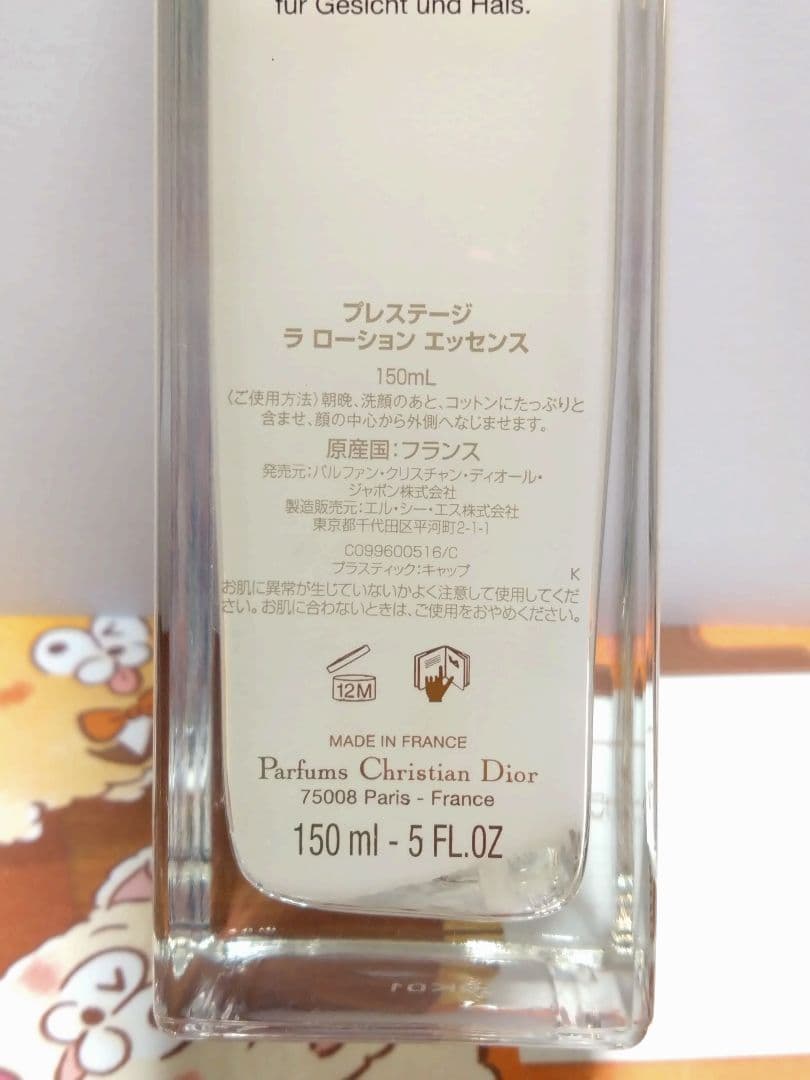 für Gesicht und Hals.
プレステージ
ラ ローション エッセンス
150mL
〈ご使用方法〉朝晩、洗顔のあと、コットンにたっぷりと
含ませ、顔の中心から外側へなじませます。
原産国:フランス
発売元:パルファン・クリスチャン・ディオール・
ジャポン株式会社
製造販売元:エル・シー・エス株式会社
東京都千代田区平河町2-1-1
C099600516/C
プラスティック:キャップ
K
お肌に異常が生じていないかよく注意して使用してくだ
さい。お肌に合わないときは、ご使用をおやめください。
12M
MADE IN FRANCE
Parfums Christian Dior
75008 Paris - France
150 ml - 5 FL.OZ